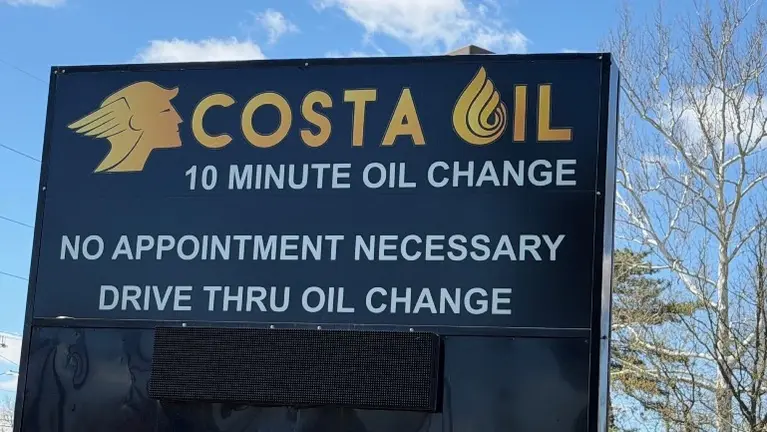 COSTA OIL
10 MINUTE OIL CHANGE
NO APPOINTMENT NECESSARY
DRIVE THRU OIL CHANGE